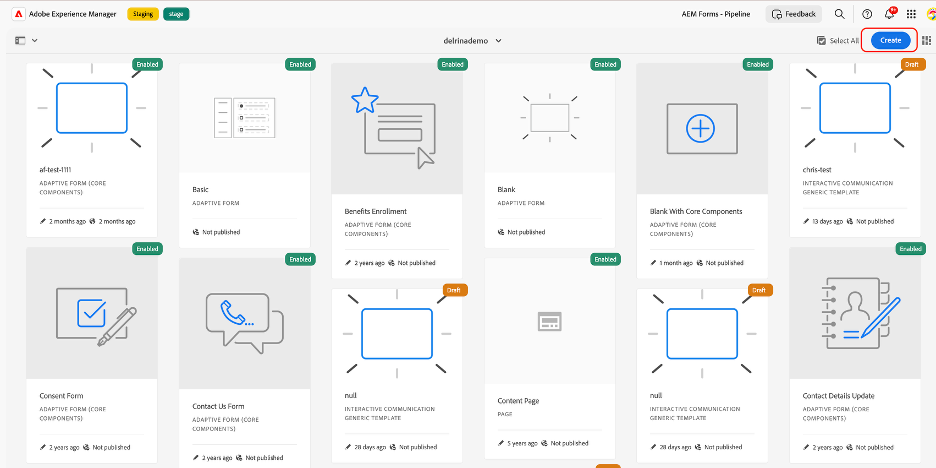 Adobe Experience Manager
Staging
stage
AEM Forms - Pipeline
Feedback
9+
delrinademo
Select All
Create
Enabled
af-test-1111
ADAPTIVE FORM (CORE
COMPONENTS)
2 months ago
2 months ago
Enabled
Basic
ADAPTIVE FORM
Not published
Enabled
Benefits Enrollment
ADAPTIVE FORM (CORE
COMPONENTS)
2 years ago
Not published
Enabled
Blank
ADAPTIVE FORM
Not published
Enabled
Blank With Core Components
ADAPTIVE FORM (CORE
COMPONENTS)
1 month ago
Not published
Draft
chris-test
INTERACTIVE COMMUNICATION
GENERIC TEMPLATE
13 days ago
Not published
Enabled
Consent Form
ADAPTIVE FORM (CORE
COMPONENTS)
2 years ago
Not published
Enabled
Contact Us Form
ADAPTIVE FORM (CORE
COMPONENTS)
2 years ago
Not published
Draft
null
INTERACTIVE COMMUNICATION
GENERIC TEMPLATE
28 days ago
Not published
Enabled
Content Page
PAGE
5 years ago
Not published
Draft
null
INTERACTIVE COMMUNICATION
GENERIC TEMPLATE
28 days ago
Not published
Enabled
Contact Details Update
ADAPTIVE FORM (CORE
COMPONENTS)
2 years ago
Not published